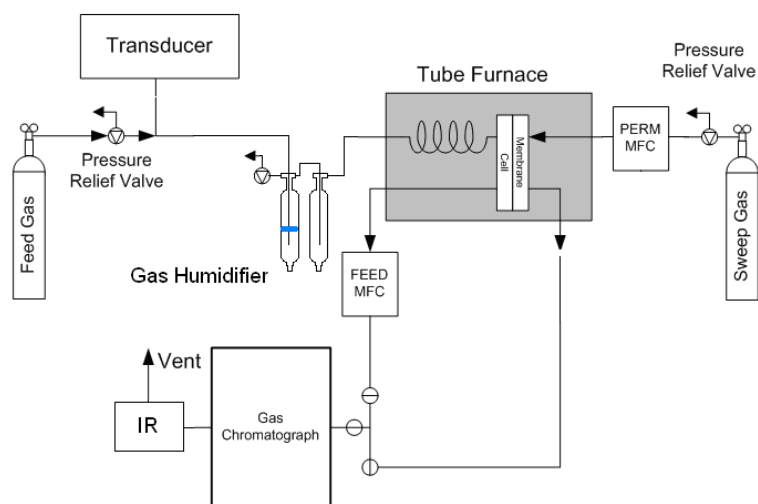 Transducer
Pressure
Relief Valve
Tube Furnace
PERM
MFC
Pressure
Relief Valve
Feed Gas
Membrane
Cell
Sweep Gas
Gas Humidifier
FEED
MFC
Vent
IR
Gas
Chromatograph